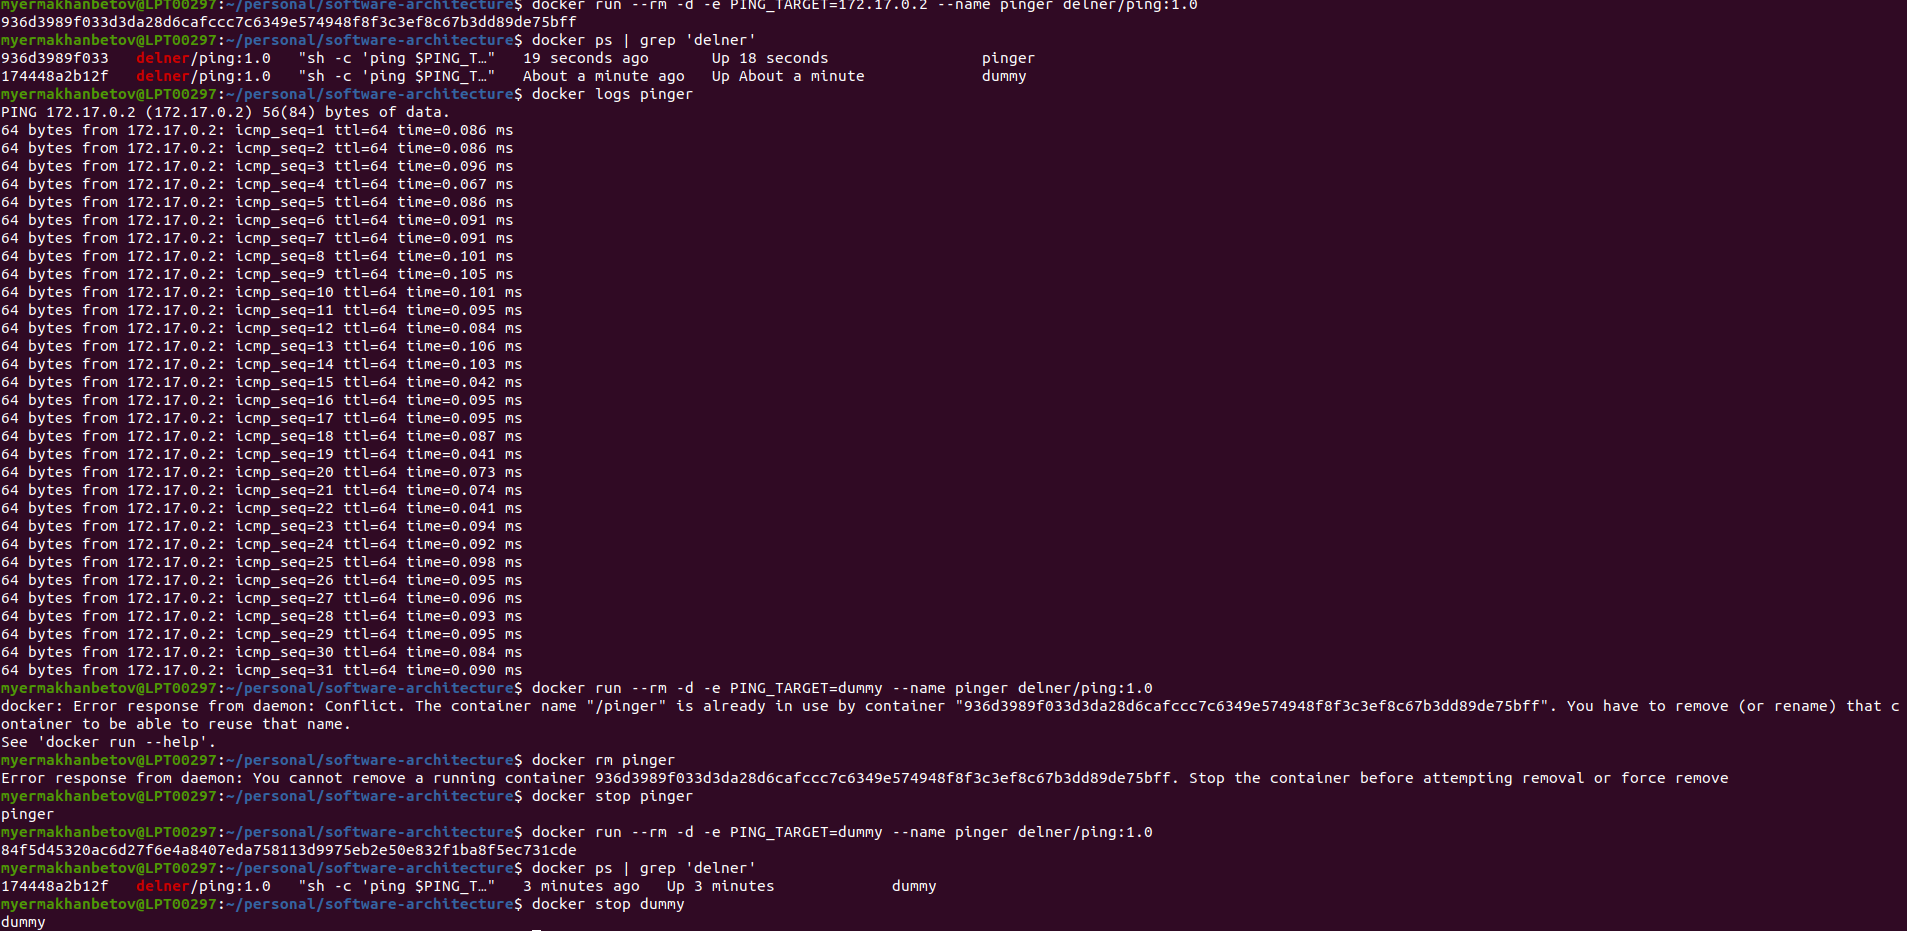 myermakhanbetov@LPT00297:~/personal/software-architecture$ docker run --rm -d -e PING_TARGET=172.17.0.2 --name pinger delner/ping:1.0
936d3989f033d3da28d6cafccc7c6349e574948f8f3c3ef8c67b3dd89de75bff
myermakhanbetov@LPT00297:~/personal/software-architecture$ docker ps | grep 'delner'
936d3989f033   delner/ping:1.0   "sh -c 'ping $PING_T…"   19 seconds ago       Up 18 seconds                 pinger
174448a2b12f   delner/ping:1.0   "sh -c 'ping $PING_T…"   About a minute ago   Up About a minute             dummy
myermakhanbetov@LPT00297:~/personal/software-architecture$ docker logs pinger
PING 172.17.0.2 (172.17.0.2) 56(84) bytes of data.
64 bytes from 172.17.0.2: icmp_seq=1 ttl=64 time=0.086 ms
64 bytes from 172.17.0.2: icmp_seq=2 ttl=64 time=0.086 ms
64 bytes from 172.17.0.2: icmp_seq=3 ttl=64 time=0.096 ms
64 bytes from 172.17.0.2: icmp_seq=4 ttl=64 time=0.067 ms
64 bytes from 172.17.0.2: icmp_seq=5 ttl=64 time=0.086 ms
64 bytes from 172.17.0.2: icmp_seq=6 ttl=64 time=0.091 ms
64 bytes from 172.17.0.2: icmp_seq=7 ttl=64 time=0.091 ms
64 bytes from 172.17.0.2: icmp_seq=8 ttl=64 time=0.101 ms
64 bytes from 172.17.0.2: icmp_seq=9 ttl=64 time=0.105 ms
64 bytes from 172.17.0.2: icmp_seq=10 ttl=64 time=0.101 ms
64 bytes from 172.17.0.2: icmp_seq=11 ttl=64 time=0.095 ms
64 bytes from 172.17.0.2: icmp_seq=12 ttl=64 time=0.084 ms
64 bytes from 172.17.0.2: icmp_seq=13 ttl=64 time=0.106 ms
64 bytes from 172.17.0.2: icmp_seq=14 ttl=64 time=0.103 ms
64 bytes from 172.17.0.2: icmp_seq=15 ttl=64 time=0.042 ms
64 bytes from 172.17.0.2: icmp_seq=16 ttl=64 time=0.095 ms
64 bytes from 172.17.0.2: icmp_seq=17 ttl=64 time=0.095 ms
64 bytes from 172.17.0.2: icmp_seq=18 ttl=64 time=0.087 ms
64 bytes from 172.17.0.2: icmp_seq=19 ttl=64 time=0.041 ms
64 bytes from 172.17.0.2: icmp_seq=20 ttl=64 time=0.073 ms
64 bytes from 172.17.0.2: icmp_seq=21 ttl=64 time=0.074 ms
64 bytes from 172.17.0.2: icmp_seq=22 ttl=64 time=0.041 ms
64 bytes from 172.17.0.2: icmp_seq=23 ttl=64 time=0.094 ms
64 bytes from 172.17.0.2: icmp_seq=24 ttl=64 time=0.092 ms
64 bytes from 172.17.0.2: icmp_seq=25 ttl=64 time=0.098 ms
64 bytes from 172.17.0.2: icmp_seq=26 ttl=64 time=0.095 ms
64 bytes from 172.17.0.2: icmp_seq=27 ttl=64 time=0.096 ms
64 bytes from 172.17.0.2: icmp_seq=28 ttl=64 time=0.093 ms
64 bytes from 172.17.0.2: icmp_seq=29 ttl=64 time=0.095 ms
64 bytes from 172.17.0.2: icmp_seq=30 ttl=64 time=0.084 ms
64 bytes from 172.17.0.2: icmp_seq=31 ttl=64 time=0.090 ms
myermakhanbetov@LPT00297:~/personal/software-architecture$ docker run --rm -d -e PING_TARGET=dummy --name pinger delner/ping:1.0
docker: Error response from daemon: Conflict. The container name "/pinger" is already in use by container "936d3989f033d3da28d6cafccc7c6349e574948f8f3c3ef8c67b3dd89de75bff". You have to remove (or rename) that c
ontainer to be able to reuse that name.
See 'docker run --help'.
myermakhanbetov@LPT00297:~/personal/software-architecture$ docker rm pinger
Error response from daemon: You cannot remove a running container 936d3989f033d3da28d6cafccc7c6349e574948f8f3c3ef8c67b3dd89de75bff. Stop the container before attempting removal or force remove
myermakhanbetov@LPT00297:~/personal/software-architecture$ docker stop pinger
pinger
myermakhanbetov@LPT00297:~/personal/software-architecture$ docker run --rm -d -e PING_TARGET=dummy --name pinger delner/ping:1.0
84f5d45320ac6d27f6e4a8407eda758113d9975eb2e50e832f1ba8f5ec731cde
myermakhanbetov@LPT00297:~/personal/software-architecture$ docker ps | grep 'delner'
174448a2b12f   delner/ping:1.0   "sh -c 'ping $PING_T…"   3 minutes ago   Up 3 minutes             dummy
myermakhanbetov@LPT00297:~/personal/software-architecture$ docker stop dummy
dummy